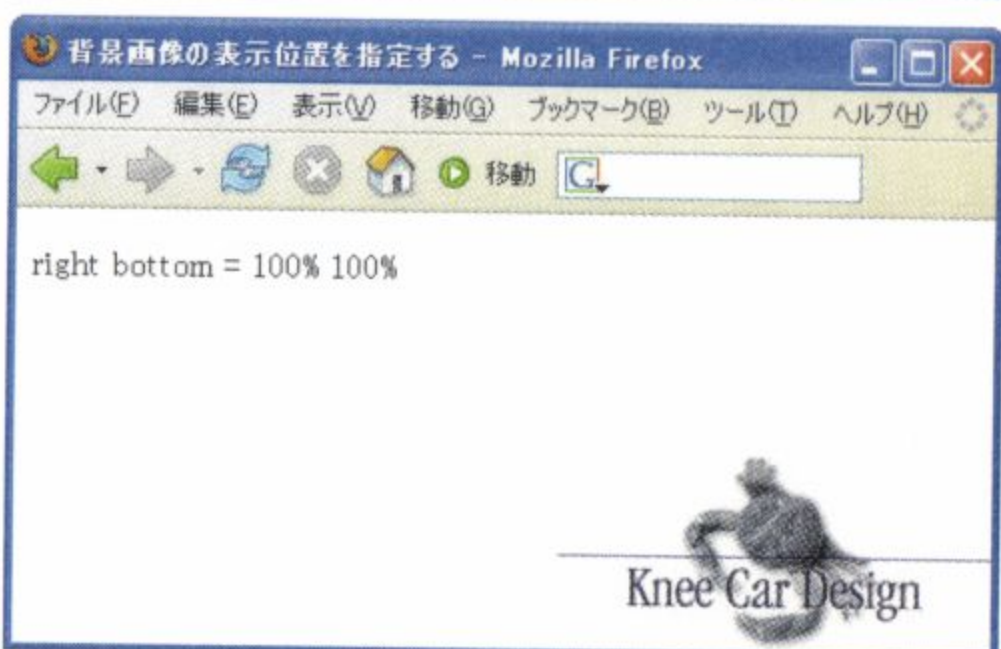 背景画像の表示位置を指定する - Mozilla Firefox
ファイル(F) 編集(E) 表示(V) 移動(G) ブックマーク(B) ツール(T) ヘルプ(H)
移動 G
right bottom = 100% 100%
Knee Car Design